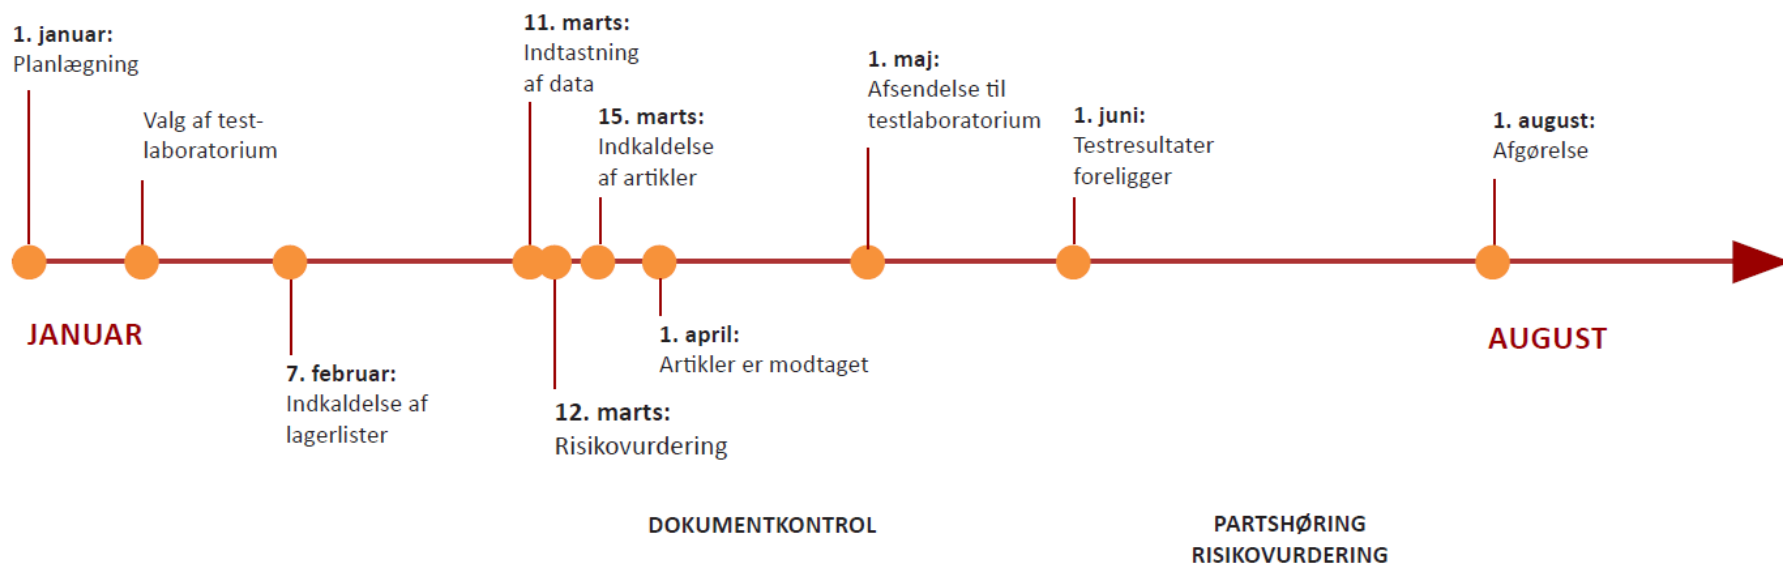 1. januar:
Planlægning
Valg af test-
laboratorium
7. februar:
Indkaldelse af
lagerlister
11. marts:
Indtastning
af data
12. marts:
Risikovurdering
15. marts:
Indkaldelse
af artikler
1. april:
Artikler er modtaget
1. maj:
Afsendelse til
testlaboratorium
1. juni:
Testresultater
foreligger
1. august:
Afgørelse
JANUAR
AUGUST
DOKUMENTKONTROL
PARTSHØRING
RISIKOVURDERING